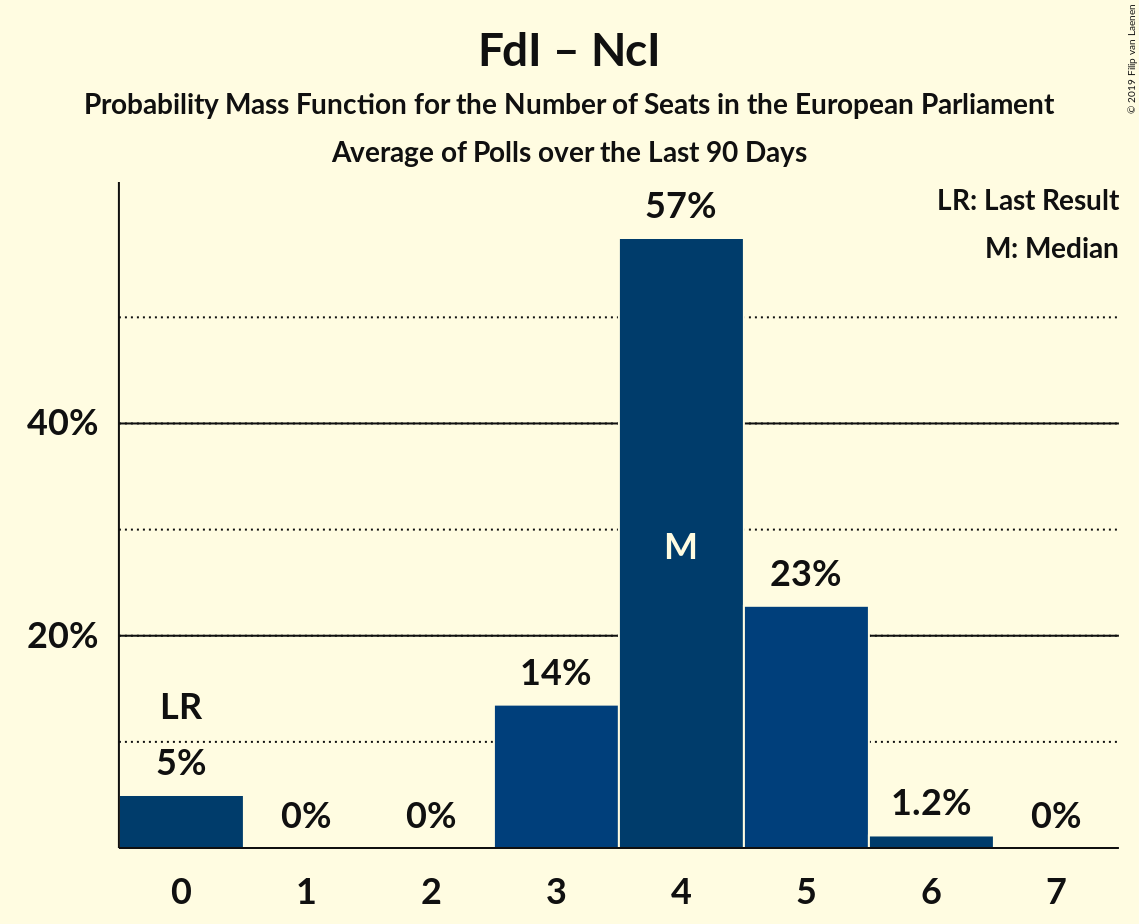 FdI – NcI
Probability Mass Function for the Number of Seats in the European Parliament
Average of Polls over the Last 90 Days
© 2019 Filip van Laenen
LR: Last Result
M: Median
57%
40%
M
23%
20%
14%
LR
5%
0%
0%
1.2%
0%
0 1 2 3 4 5 6 7